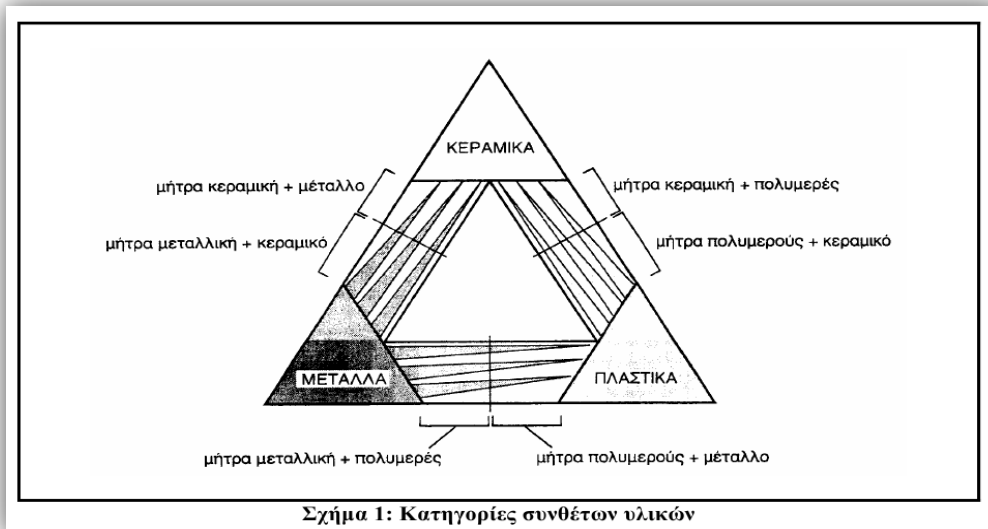 ΚΕΡΑΜΙΚΑ
μήτρα κεραμική + μέταλλο
μήτρα κεραμική + πολυμερές
μήτρα μεταλλική + κεραμικό
μήτρα πολυμερούς + κεραμικό
ΜΕΤΑΛΛΑ
ΠΛΑΣΤΙΚΑ
μήτρα μεταλλική + πολυμερές
μήτρα πολυμερούς + μέταλλο
Σχήμα 1: Κατηγορίες συνθέτων υλικών